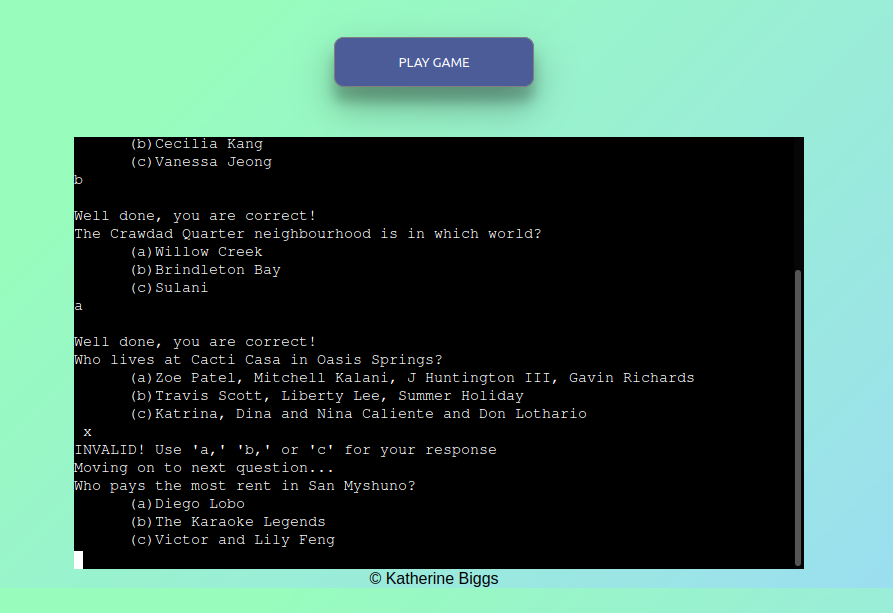 PLAY GAME
(b)Cecilia Kang
(c)Vanessa Jeong
b
Well done, you are correct!
The Crawdad Quarter neighbourhood is in which world?
(a)Willow Creek
(b)Brindleton Bay
(c)Sulani
a
Well done, you are correct!
Who lives at Cacti Casa in Oasis Springs?
(a)Zoe Patel, Mitchell Kalani, J Huntington III, Gavin Richards
(b)Travis Scott, Liberty Lee, Summer Holiday
(c)Katrina, Dina and Nina Caliente and Don Lothario
x
INVALID! Use 'a,' 'b,' or 'c' for your response
Moving on to next question...
Who pays the most rent in San Myshuno?
(a)Diego Lobo
(b)The Karaoke Legends
(c)Victor and Lily Feng
© Katherine Biggs